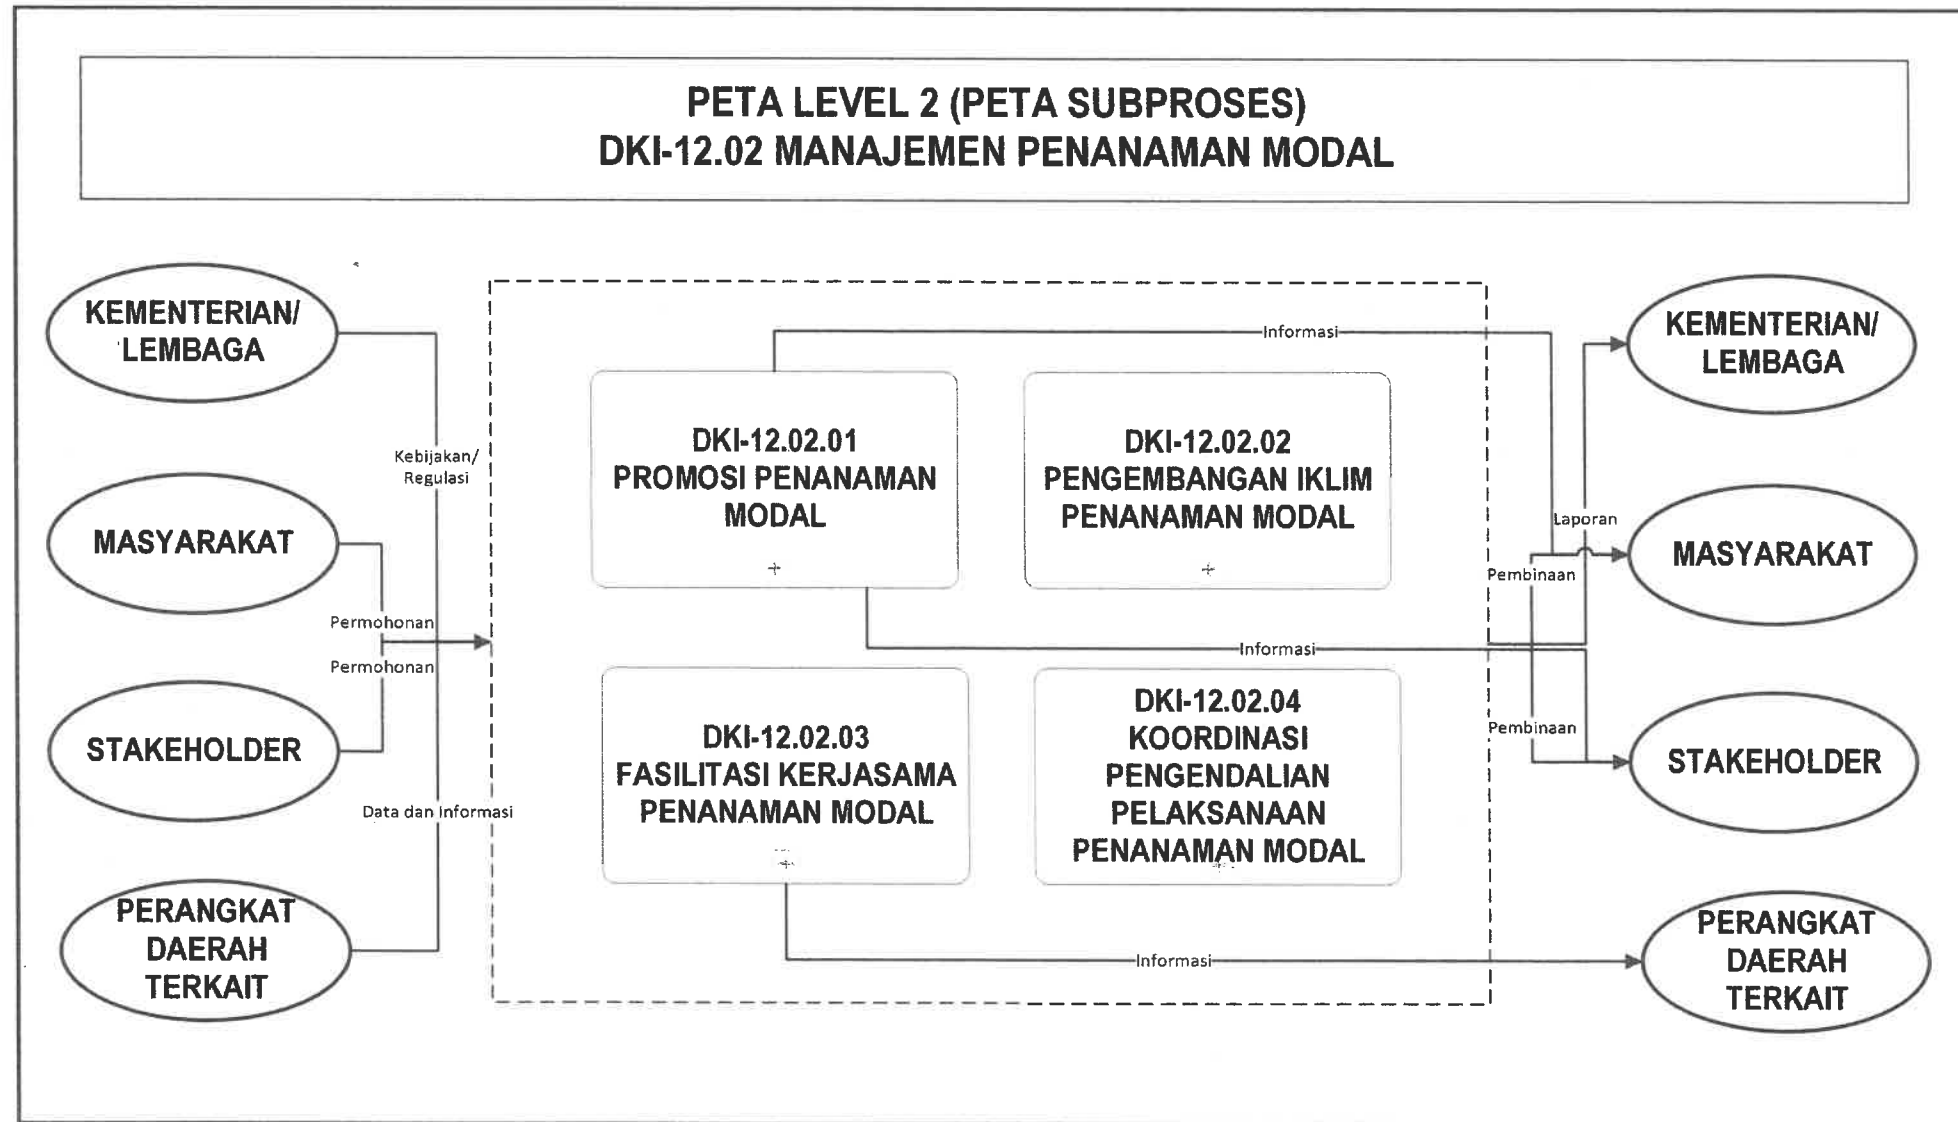 PETA LEVEL 2 (PETA SUBPROSES)
DKI-12.02 MANAJEMEN PENANAMAN MODAL
KEMENTERIAN/
LEMBAGA
MASYARAKAT
STAKEHOLDER
PERANGKAT
DAERAH
TERKAIT
Kebijakan/
Regulasi
Permohonan
Permohonan
Data dan Informasi
DKI-12.02.01
PROMOSI PENANAMAN
MODAL
DKI-12.02.02
PENGEMBANGAN IKLIM
PENANAMAN MODAL
DKI-12.02.03
FASILITASI KERJASAMA
PENANAMAN MODAL
DKI-12.02.04
KOORDINASI
PENGENDALIAN
PELAKSANAAN
PENANAMAN MODAL
Informasi
Informasi
Informasi
Laporan
Pembinaan
Pembinaan
KEMENTERIAN/
LEMBAGA
MASYARAKAT
STAKEHOLDER
PERANGKAT
DAERAH
TERKAIT